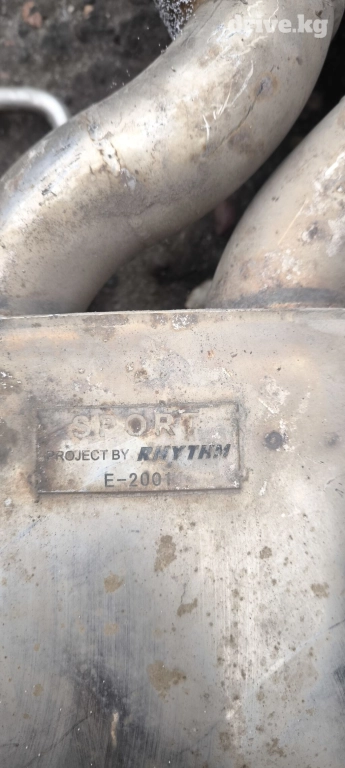 drive.kg
SPORT
PROJECT BY RHYTHM
E-2001